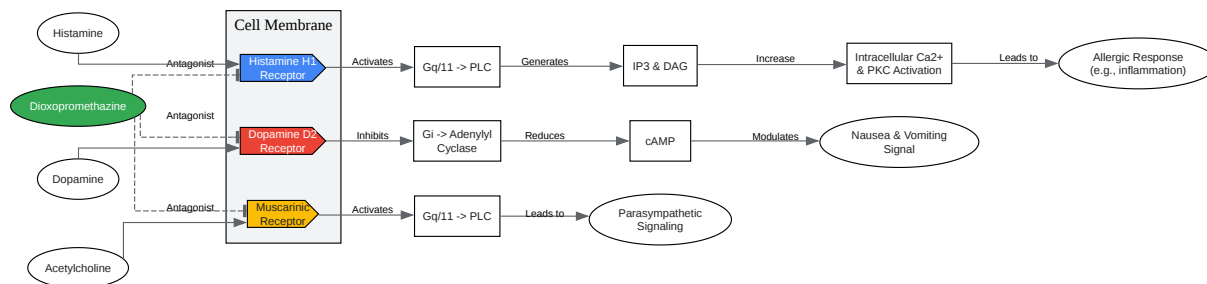 Cell Membrane
Histamine
Antagonist
Histamine H1
Receptor
Activates
Gq/11 -> PLC
Generates
IP3 & DAG
Increase
Intracellular Ca2+
& PKC Activation
Leads to
Allergic Response
(e.g., inflammation)
Dioxopromethazine
Antagonist
Dopamine D2
Receptor
Inhibits
Gi -> Adenylyl
Cyclase
Reduces
cAMP
Modulates
Nausea & Vomiting
Signal
Dopamine
Antagonist
Muscarinic
Receptor
Activates
Gq/11 -> PLC
Leads to
Parasympathetic
Signaling
Acetylcholine